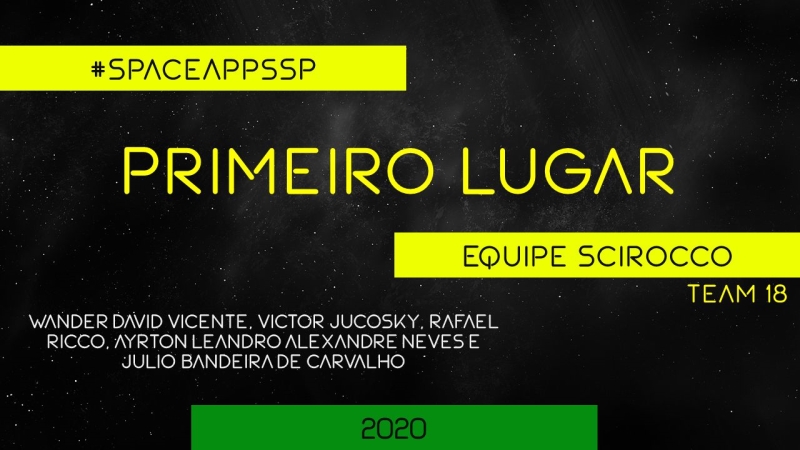 #SPACEAPPSSP
PRIMEIRO LUGAR
EQUIPE SCIROCCO
TEAM 18
WANDER DAVID VICENTE, VICTOR JUCOSKY, RAFAEL
RICCO, AYRTON LEANDRO ALEXANDRE NEVES E
JULIO BANDEIRA DE CARVALHO
2020